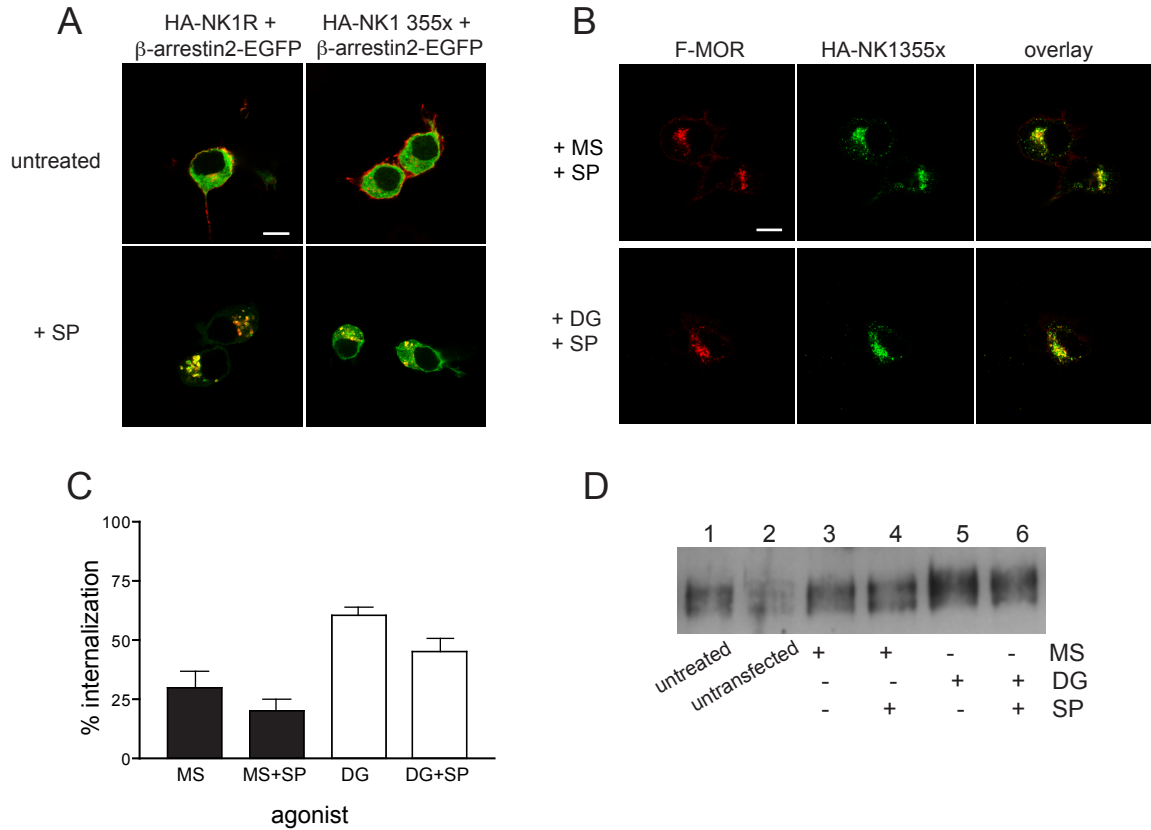 A
HA-NK1R +
β-arrestin2-EGFP
HA-NK1 355x +
β-arrestin2-EGFP
untreated
+ SP
B
F-MOR
HA-NK1355x
overlay
+ MS
+ SP
+ DG
+ SP
C
% internalization
100
75
50
25
0
MS
MS+SP
DG
DG+SP
agonist
D
1 2 3 4 5 6
untreated
untransfected
+ + - - MS
- - + + DG
- + - + SP